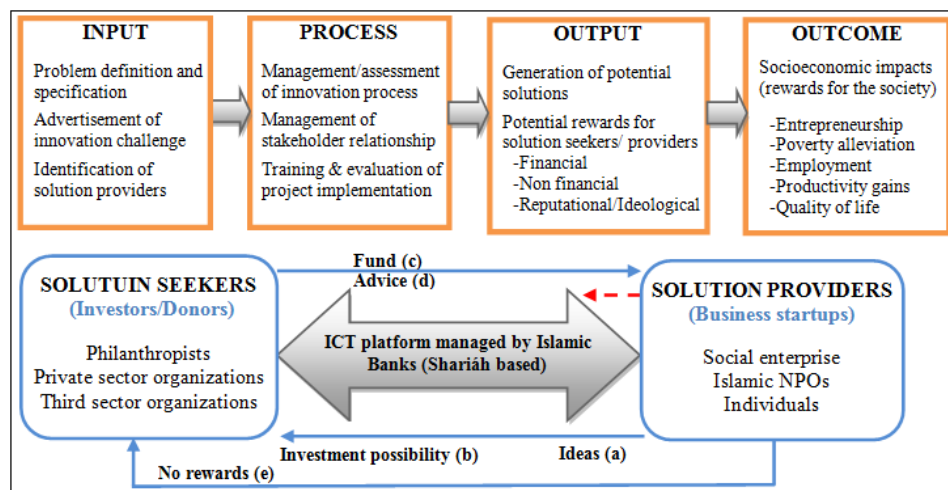 INPUT
Problem definition and
specification
Advertisement of
innovation challenge
Identification of
solution providers
PROCESS
Management/assessment
of innovation process
Management of
stakeholder relationship
Training & evaluation of
project implementation
OUTPUT
Generation of potential
solutions
Potential rewards for
solution seekers/ providers
-Financial
-Non financial
-Reputational/Ideological
OUTCOME
Socioeconomic impacts
(rewards for the society)
-Entrepreneurship
-Poverty alleviation
-Employment
-Productivity gains
-Quality of life
SOLUTUIN SEEKERS
(Investors/Donors)
Philanthropists
Private sector organizations
Third sector organizations
Fund (c)
Advice (d)
ICT platform managed by Islamic
Banks (Shariáh based)
Investment possibility (b) Ideas (a)
No rewards (e)
SOLUTION PROVIDERS
(Business startups)
Social enterprise
Islamic NPOs
Individuals